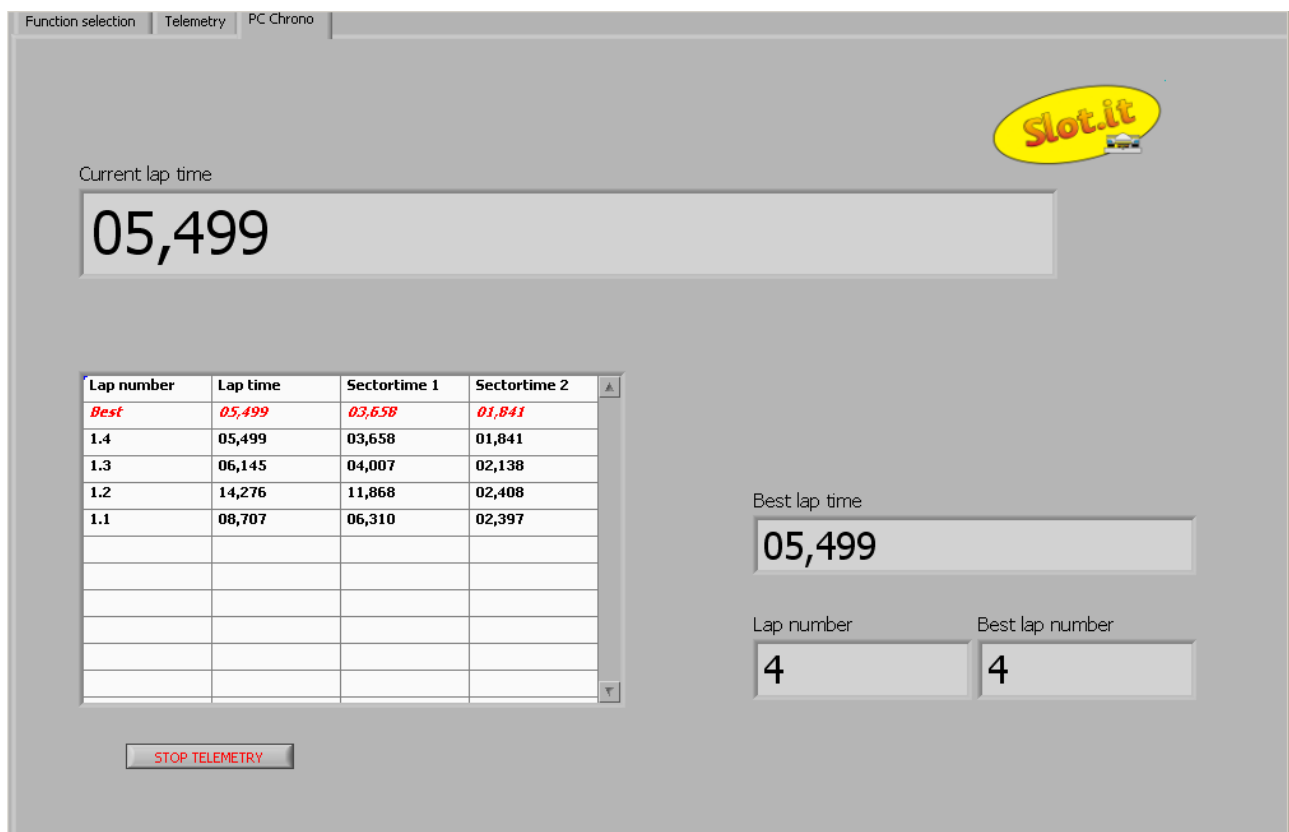 Function selection Telemetry PC Chrono
Slot.it
Current lap time
05,499
Lap number Lap time Sectortime 1 Sectortime 2
Best 05,499 03,658 01,841
1.4 05,499 03,658 01,841
1.3 06,145 04,007 02,138
1.2 14,276 11,868 02,408
1.1 08,707 06,310 02,397
Best lap time
05,499
Lap number Best lap number
4 4
STOP TELEMETRY